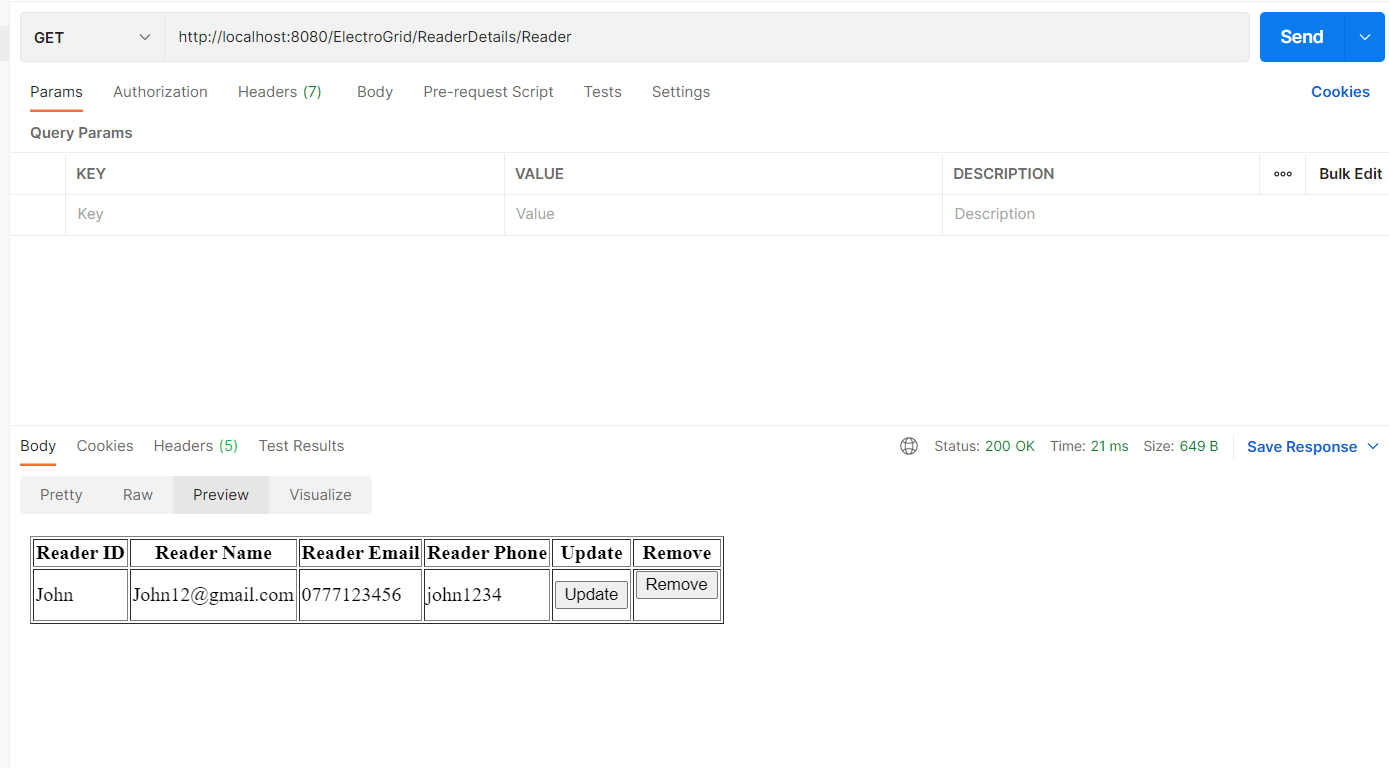 GET http://localhost:8080/ElectroGrid/ReaderDetails/Reader Send
Params Authorization Headers (7) Body Pre-request Script Tests Settings Cookies
Query Params
KEY VALUE DESCRIPTION Bulk Edit
Key Value Description
Body Cookies Headers (5) Test Results Status: 200 OK Time: 21 ms Size: 649 B Save Response
Pretty Raw Preview Visualize
Reader ID Reader Name Reader Email Reader Phone Update Remove
John John12@gmail.com 0777123456 john1234 Update Remove